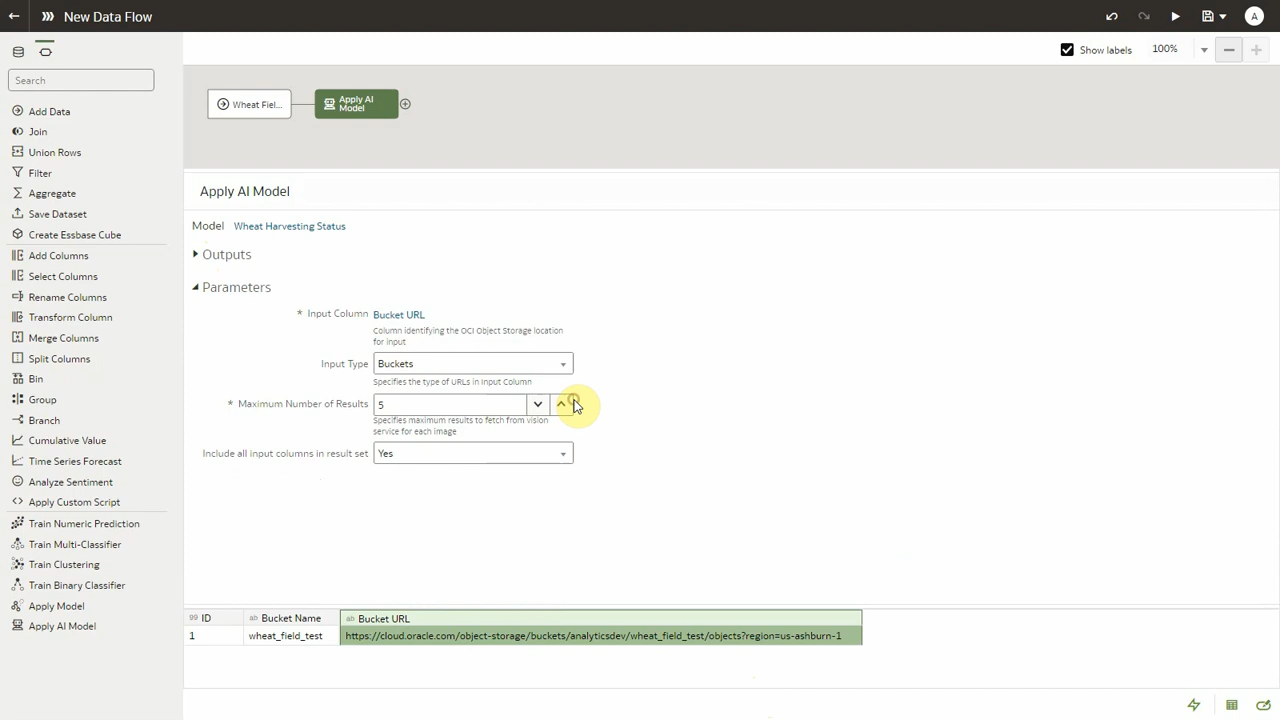 New Data Flow
A
Show labels
100%
Search
Add Data
Join
Union Rows
Filter
Aggregate
Save Dataset
Create Essbase Cube
Add Columns
Select Columns
Rename Columns
Transform Column
Merge Columns
Split Columns
Bin
Group
Branch
Cumulative Value
Time Series Forecast
Analyze Sentiment
Apply Custom Script
Train Numeric Prediction
Train Multi-Classifier
Train Clustering
Train Binary Classifier
Apply Model
Apply AI Model
Wheat Fiel...
Apply AI
Model
Apply AI Model
Model Wheat Harvesting Status
Outputs
Parameters
* Input Column Bucket URL
Column identifying the OCI Object Storage location
for input
Input Type Buckets
Specifies the type of URLs in Input Column
* Maximum Number of Results 5
Specifies maximum results to fetch from vision
service for each image
Include all input columns in result set Yes
99 ID ab Bucket Name ab Bucket URL
1 wheat_field_test https://cloud.oracle.com/object-storage/buckets/analyticsdev/wheat_field_test/objects?region=us-ashburn-1